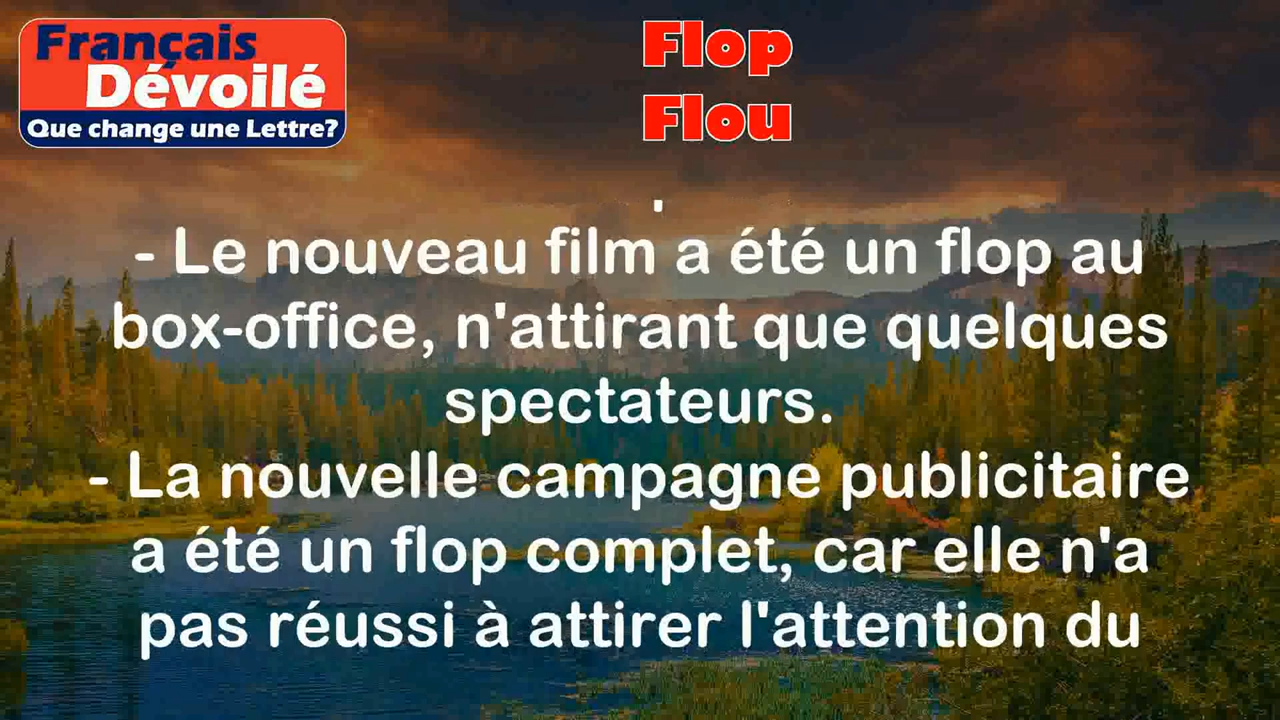 Français
Dévoilé
Que change une Lettre?
Flop
Flou
.
- Le nouveau film a été un flop au
box-office, n'attirant que quelques
spectateurs.
- La nouvelle campagne publicitaire
a été un flop complet, car elle n'a
pas réussi à attirer l'attention du